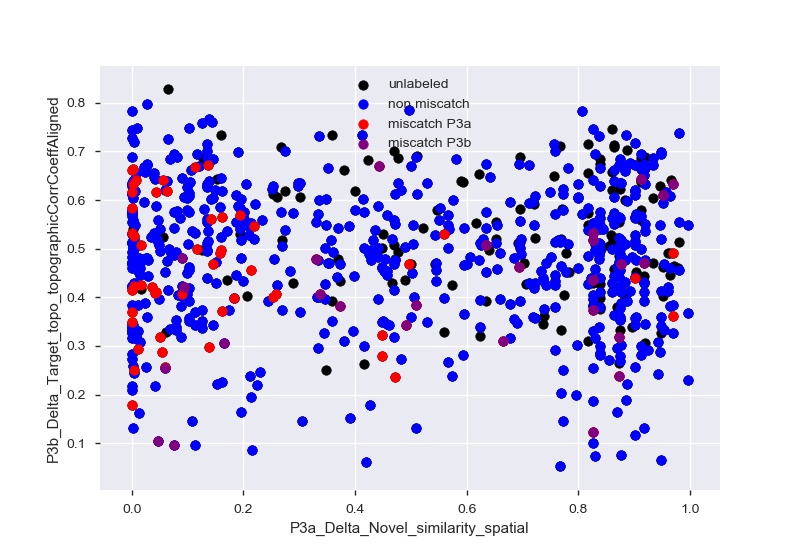 unlabeled
non miscatch
miscatch P3a
miscatch P3b
0.8
0.7
0.6
0.5
0.4
0.3
0.2
0.1
0.0 0.2 0.4 0.6 0.8 1.0
P3a_Delta_Novel_similarity_spatial
P3b_Delta_Target_topo_topographicCorrCoeffAligned